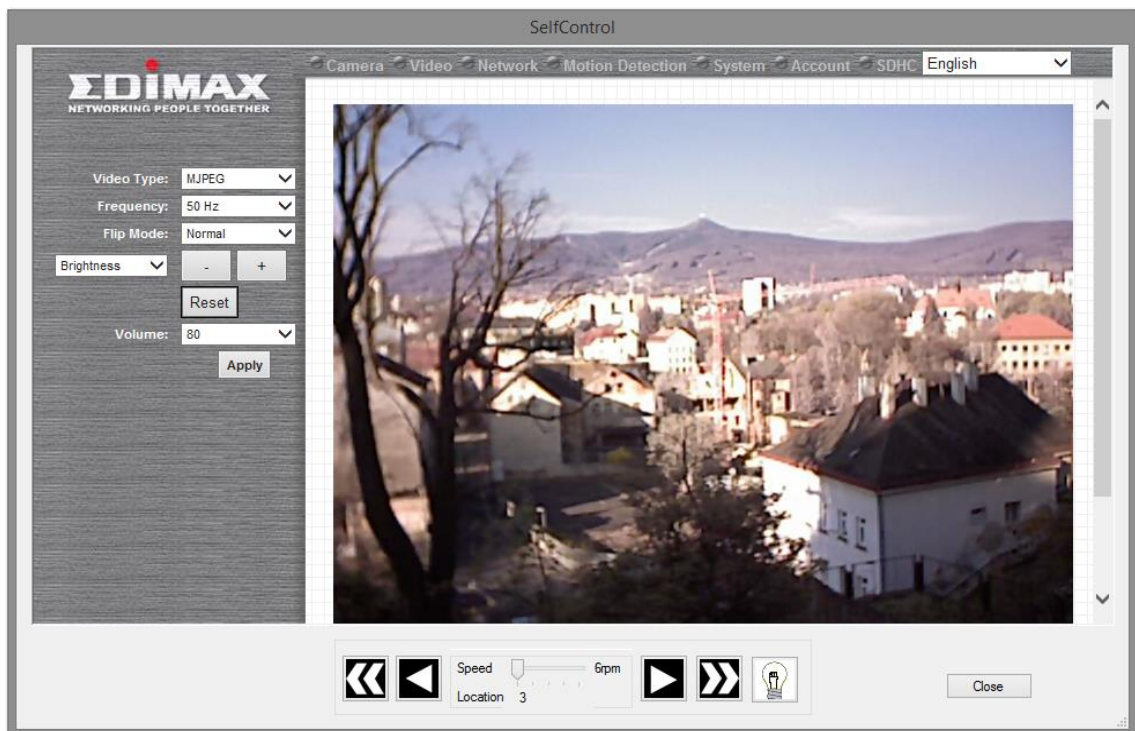 SelfControl
EDIMAX
NETWORKING PEOPLE TOGETHER
Camera Video Network Motion Detection System Account SDHC English
Video Type: MJPEG
Frequency: 50 Hz
Flip Mode: Normal
Brightness - +
Reset
Volume: 80
Apply
Speed 6rpm
Location 3
Close